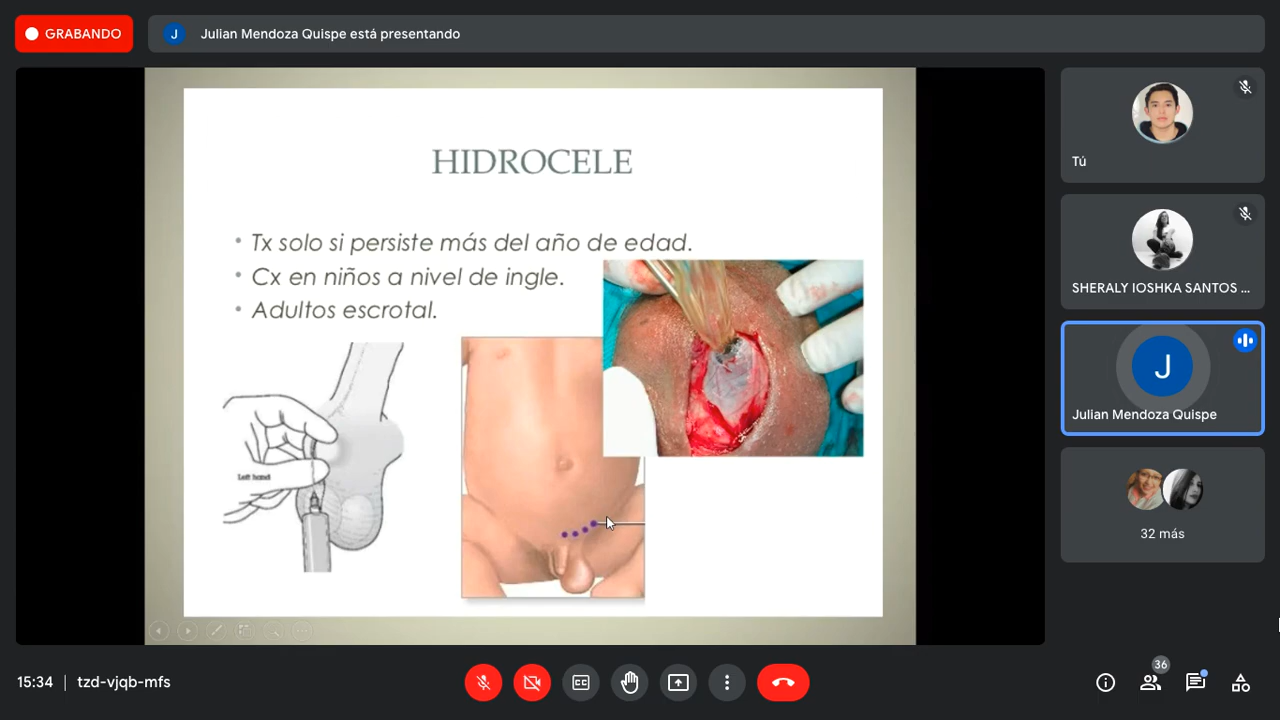 GRABANDO
J
Julian Mendoza Quispe está presentando
HIDROCELE
• Tx solo si persiste más del año de edad.
• Cx en niños a nivel de ingle.
• Adultos escrotal.
Left hand
Tú
SHERALY IOSHKA SANTOS ...
J
Julian Mendoza Quispe
32 más
15:34 | tzd-vjqb-mfs
CC
36